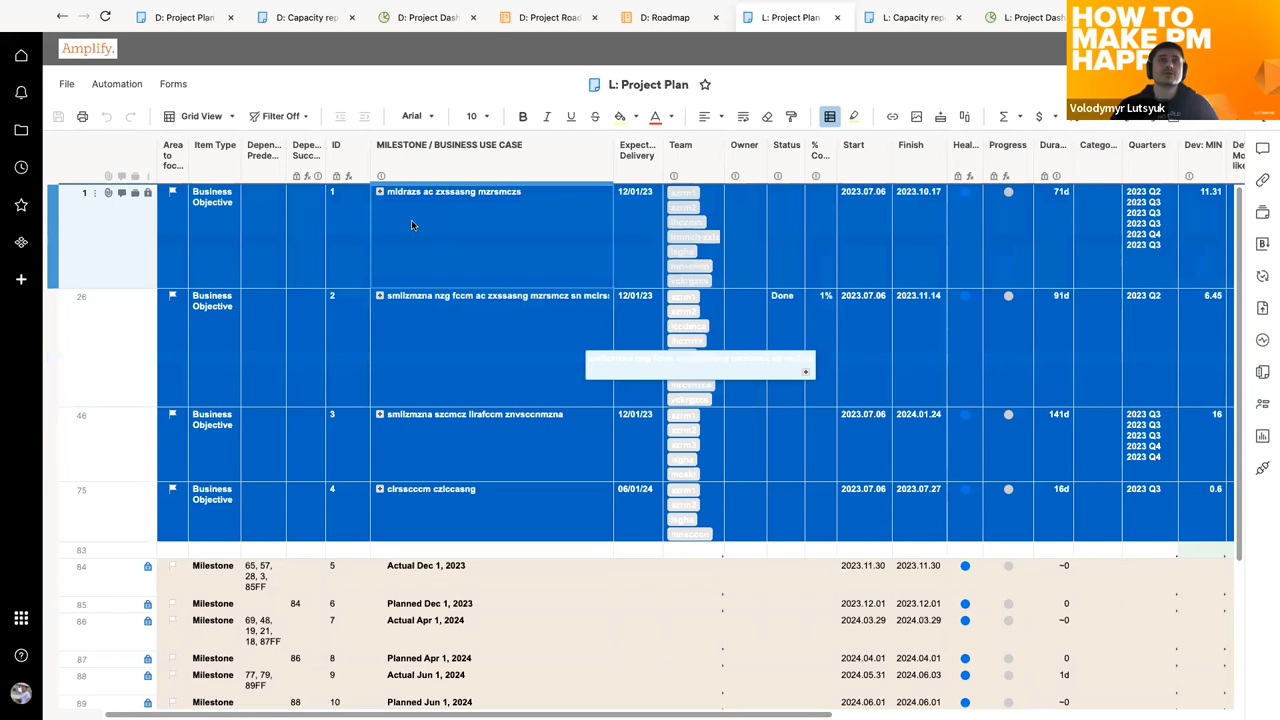 D: Project Plan
D: Capacity rep
D: Project Das
D: Project Roa
D: Roadmap
L: Project Plan
L: Capacity rep
L: Project Dash
HOW TO
MAKE PM
HAPP
Volodymyr Lutsyuk
Amplify.
File
Automation
Forms
L: Project Plan
Grid View
Filter Off
Arial
10
Area to foc...
Item Type
Depen... Prede...
Depe... Succ...
ID
MILESTONE / BUSINESS USE CASE
Expect... Delivery
Team
Owner
Status
% Co...
Start
Finish
Heal...
Progress
Dura...
Catego...
Quarters
Dev: MIN
1
Business Objective
1
mldrazs ac zxssasng mzrsmczs
12/01/23
2023.07.06
2023.10.17
71d
2023 Q2
2023 Q3
2023 Q3
2023 Q4
2023 Q3
11.31
26
Business Objective
2
smllzmzna nzg fccm ac zxssasng mzrsmcz sn mclrs
12/01/23
Done
1%
2023.07.06
2023.11.14
91d
2023 Q2
6.45
46
Business Objective
3
smllzmzna szcmcz llrafccm znvsccnmzna
12/01/23
2023.07.06
2024.01.24
141d
2023 Q3
2023 Q3
2023 Q3
2023 Q4
2023 Q4
16
75
Business Objective
4
clrsscccm czlccasng
06/01/24
2023.07.06
2023.07.27
16d
2023 Q3
0.6
83
84
Milestone
65, 57, 28, 3, 85FF
5
Actual Dec 1, 2023
2023.11.30
2023.11.30
~0
85
Milestone
84
6
Planned Dec 1, 2023
2023.12.01
2023.12.01
0
86
Milestone
69, 48, 19, 21, 18, 87FF
7
Actual Apr 1, 2024
2024.03.29
2024.03.29
~0
87
Milestone
86
8
Planned Apr 1, 2024
2024.04.01
2024.04.01
0
88
Milestone
77, 79, 89FF
9
Actual Jun 1, 2024
2024.05.31
2024.06.03
1d
89
Milestone
88
10
Planned Jun 1, 2024
2024.06.01
2024.06.01
~0